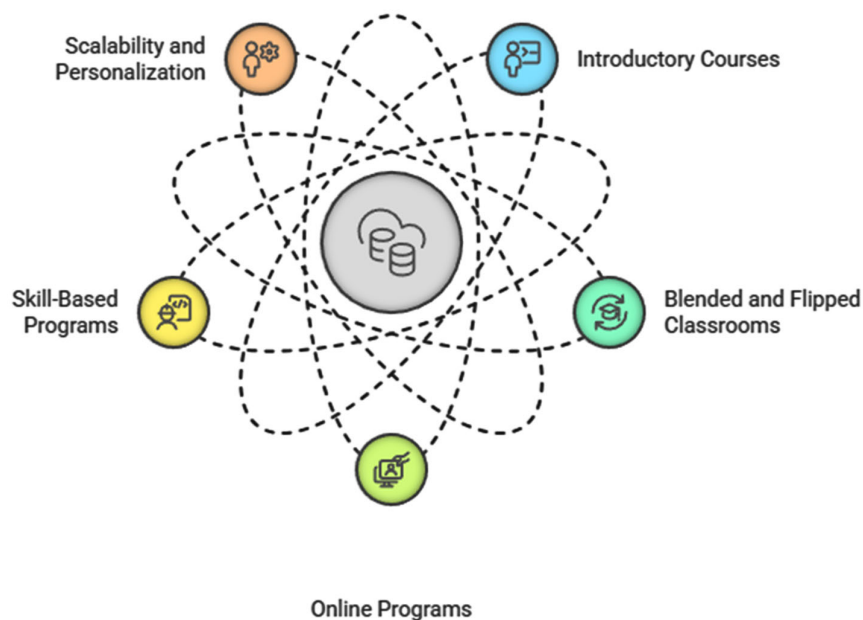 Scalability and
Personalization
Introductory Courses
Skill-Based
Programs
Blended and Flipped
Classrooms
Online Programs